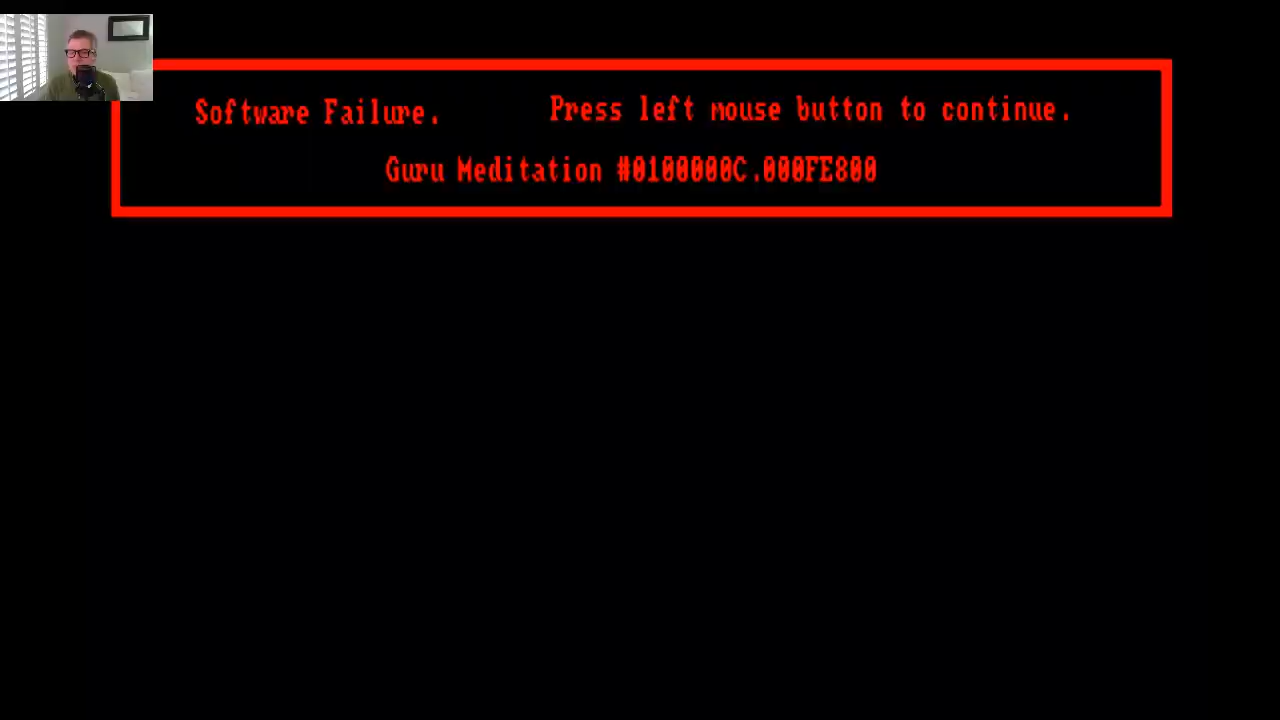 Software Failure. Press left mouse button to continue.
Guru Meditation #0100000C.000FE800